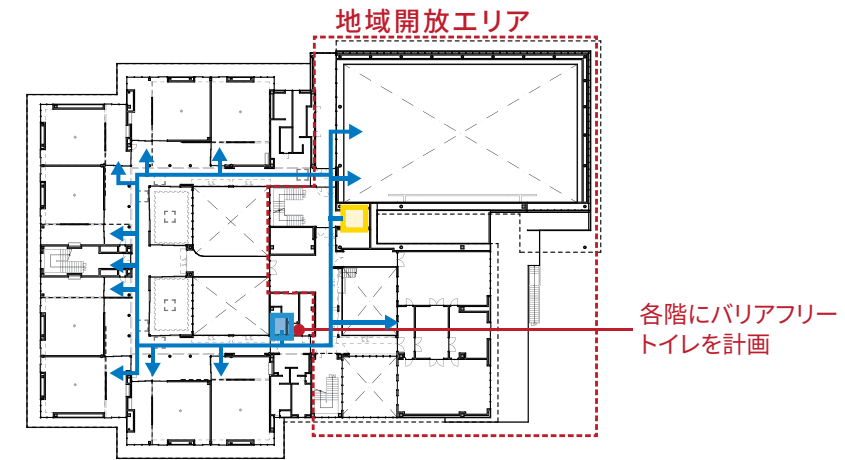 地域開放エリア
各階にバリアフリー
トイレを計画